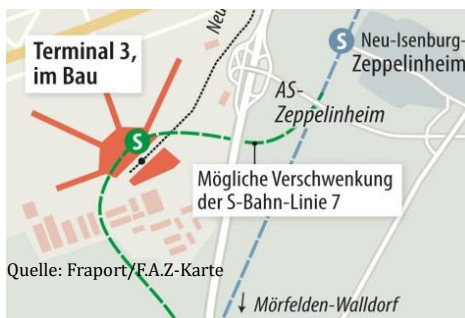 Terminal 3,
im Bau
Neu
S
Neu-Isenburg-
Zeppelinheim
AS-
Zeppelinheim
S
Mögliche Verschwenkung
der S-Bahn-Linie 7
Quelle: Fraport/F.A.Z-Karte
↓ Mörfelden-Walldorf